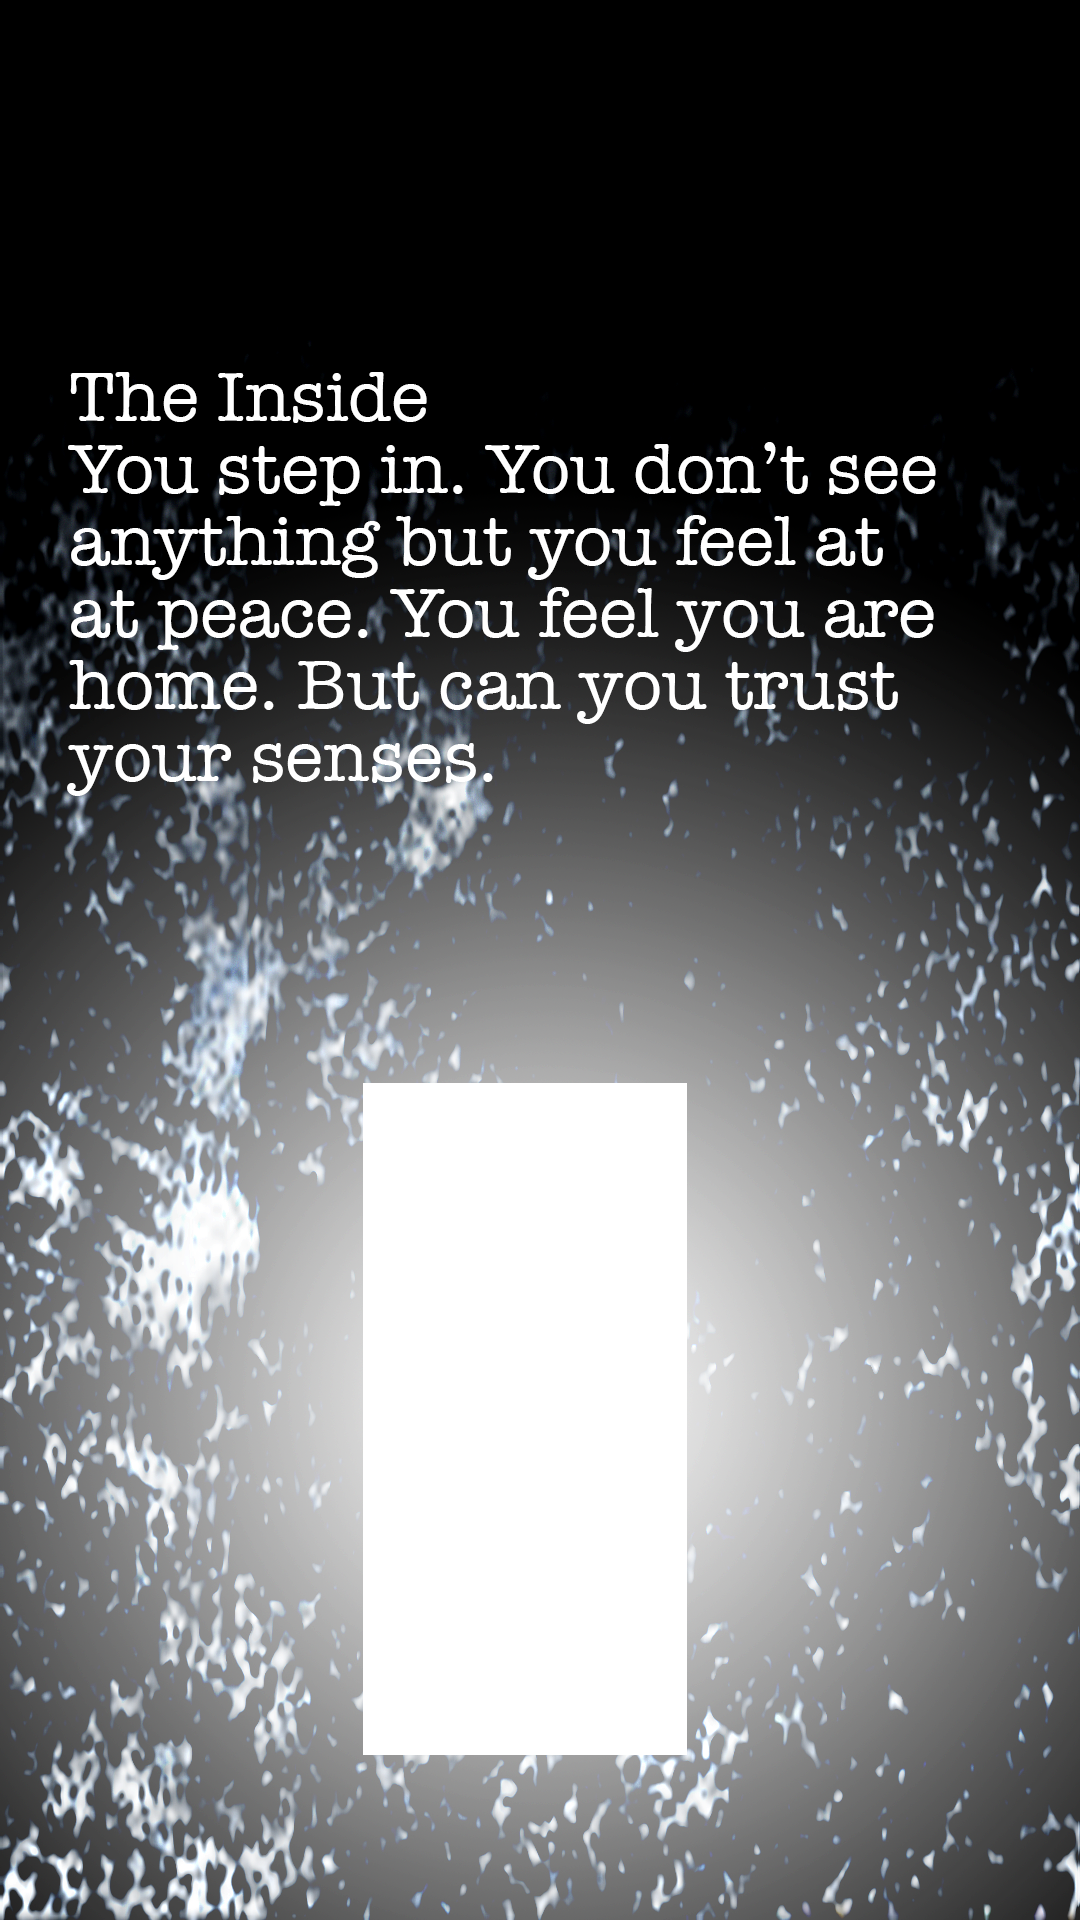 The Inside
You step in. You don’t see
anything but you feel at
at peace. You feel you are
home. But can you trust
your senses.